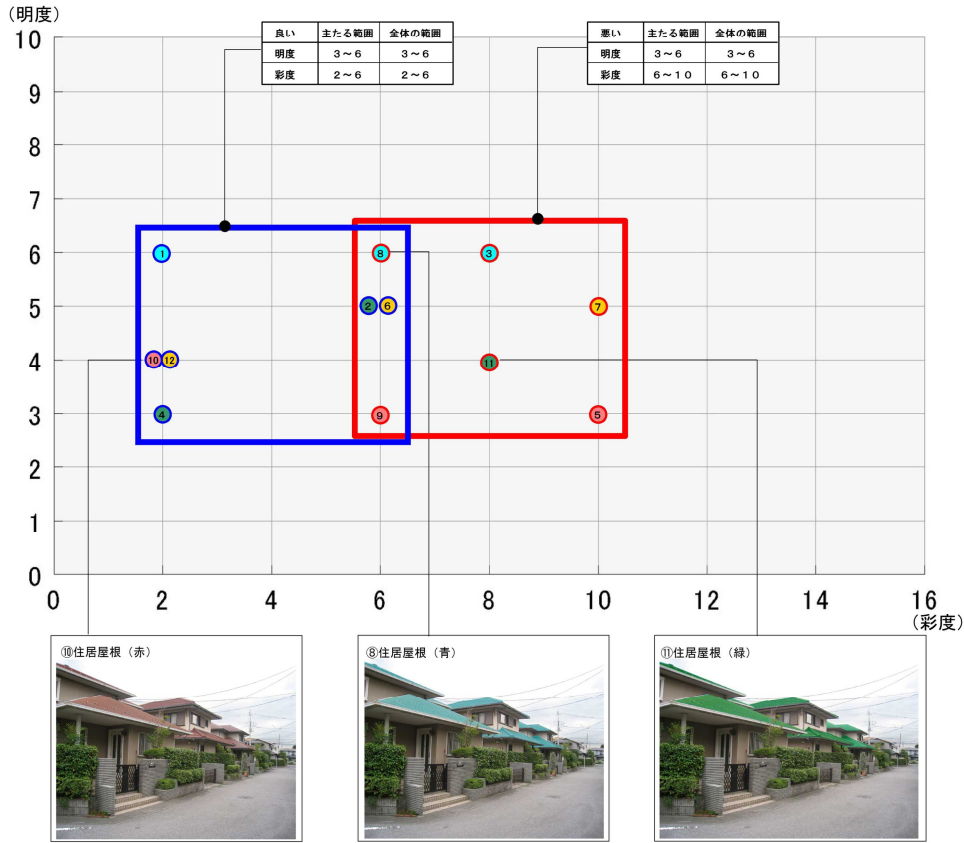 (明度)
良い 主たる範囲 全体の範囲
明度 3～6 3～6
彩度 2～6 2～6
悪い 主たる範囲 全体の範囲
明度 3～6 3～6
彩度 6～10 6～10
10
9
8
7
6
5
4
3
2
1
0
1
8
3
2
6
7
10
12
11
4
9
5
0 2 4 6 8 10 12 14 16
(彩度)
⑩住居屋根（赤）
⑧住居屋根（青）
⑪住居屋根（緑）